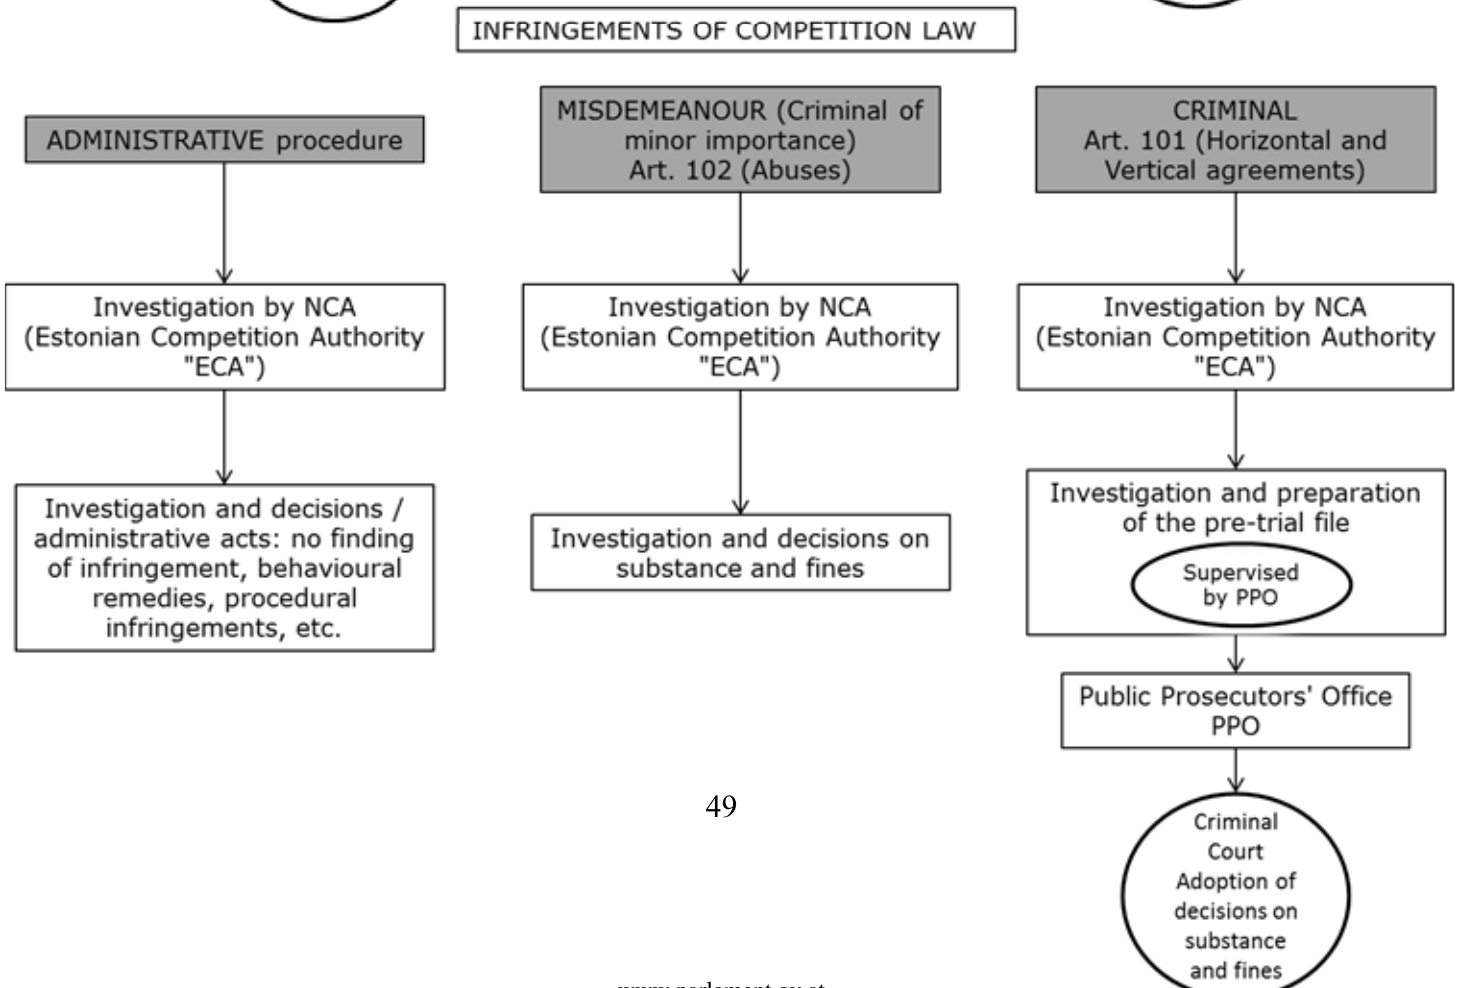 INFRINGEMENTS OF COMPETITION LAW
ADMINISTRATIVE procedure
Investigation by NCA
(Estonian Competition Authority
"ECA")
Investigation and decisions /
administrative acts: no finding
of infringement, behavioural
remedies, procedural
infringements, etc.
MISDEMEANOUR (Criminal of
minor importance)
Art. 102 (Abuses)
Investigation by NCA
(Estonian Competition Authority
"ECA")
Investigation and decisions on
substance and fines
CRIMINAL
Art. 101 (Horizontal and
Vertical agreements)
Investigation by NCA
(Estonian Competition Authority
"ECA")
Investigation and preparation
of the pre-trial file
Supervised
by PPO
Public Prosecutors' Office
PPO
Criminal
Court
Adoption of
decisions on
substance
and fines
49
www.parlament.gv.at